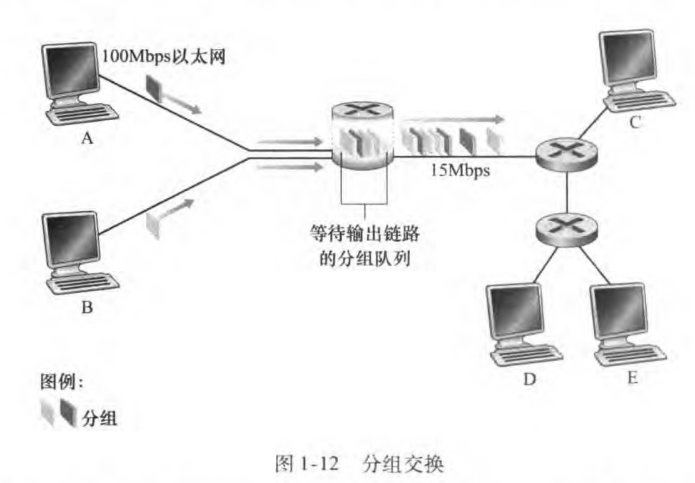 100Mbps以太网
A
C
15Mbps
等待输出链路
的分组队列
B
D
E
图例：
分组
图 1-12 分组交换